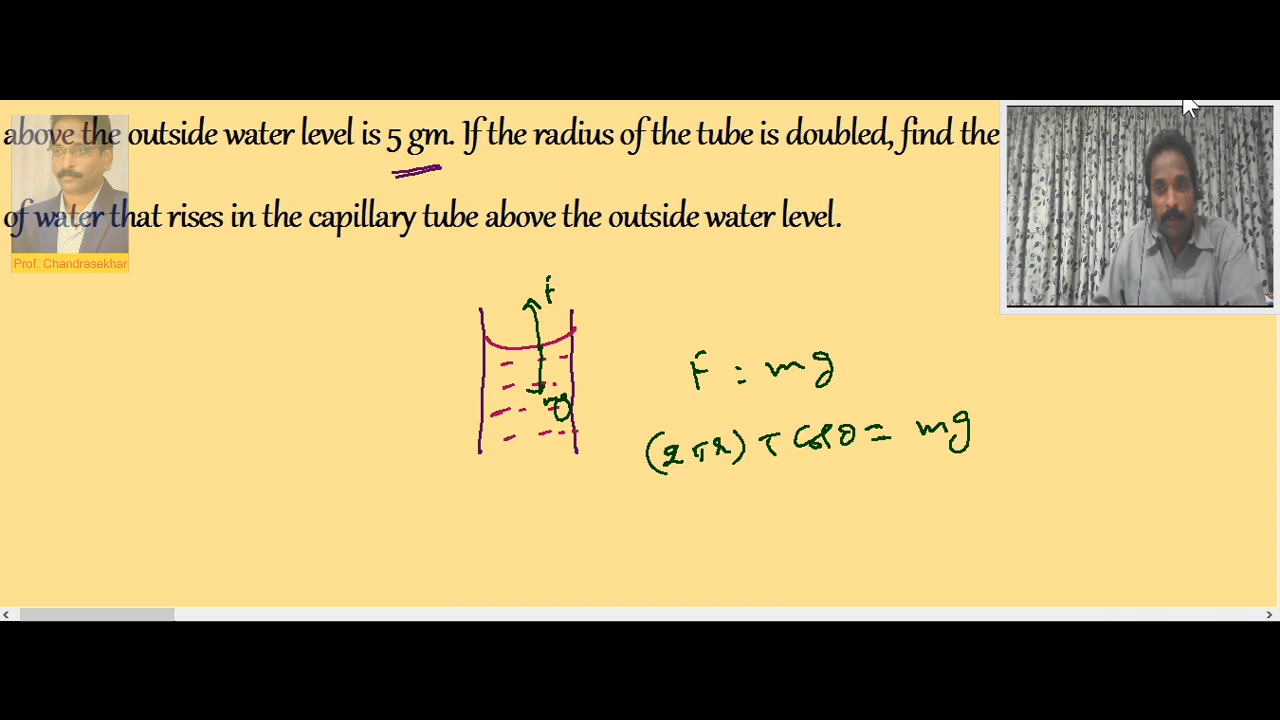 above the outside water level is 5 gm. If the radius of the tube is doubled, find the
of water that rises in the capillary tube above the outside water level.
Prof. Chandrasekhar
F
mg
F = mg
(2πr) T cosθ = mg